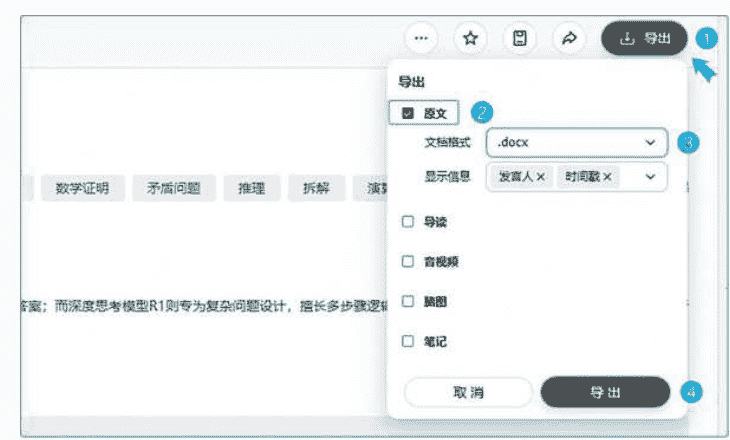 导出
1
导出
原文
2
文档格式
.docx
3
显示信息
发言人×
时间戳×
数学证明
矛盾问题
推理
拆解
导读
音视频
答案；而深度思考模型R1则专为复杂问题设计，擅长多步骤逻辑
脑图
笔记
取消
导出
4